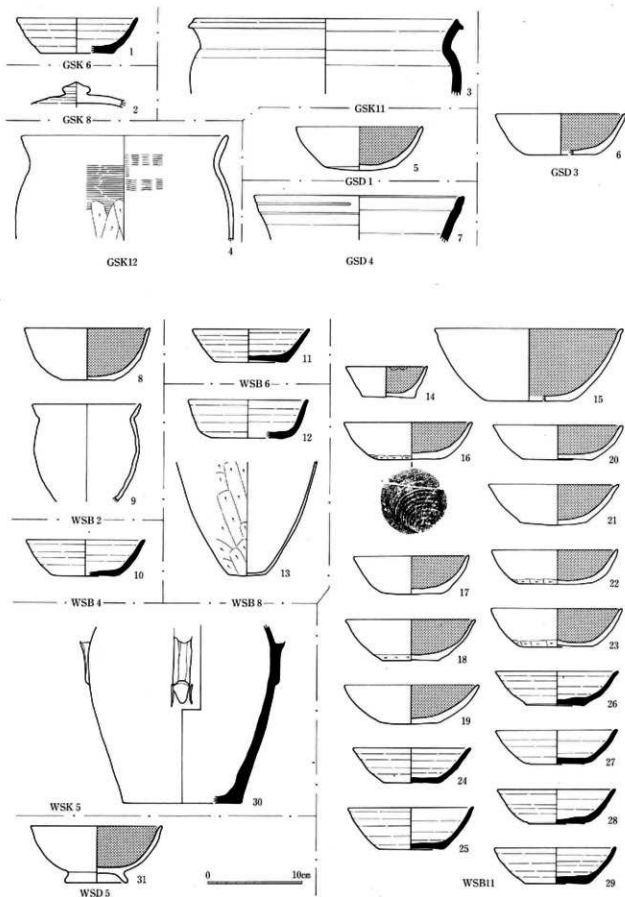 1
GSK 6
2
GSK 8
3
GSK11
4
GSK12
5
GSD 1
6
GSD 3
7
GSD 4
8
9
WSB 2
10
WSB 4
11
WSB 6
12
13
WSB 8
14
15
16
17
18
19
20
21
22
23
24
25
26
27
28
29
WSB11
30
WSK 5
31
WSD 5
0 10cm